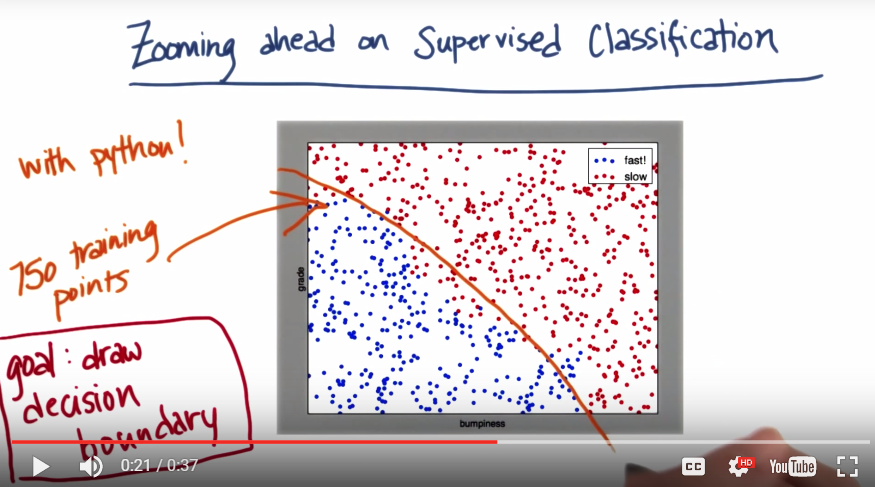 Zooming ahead on Supervised Classification
with python!
750 training
points
goal: draw
decision
boundary
fast!
slow
grade
bumpiness
0:21 / 0:37
CC
HD
YouTube